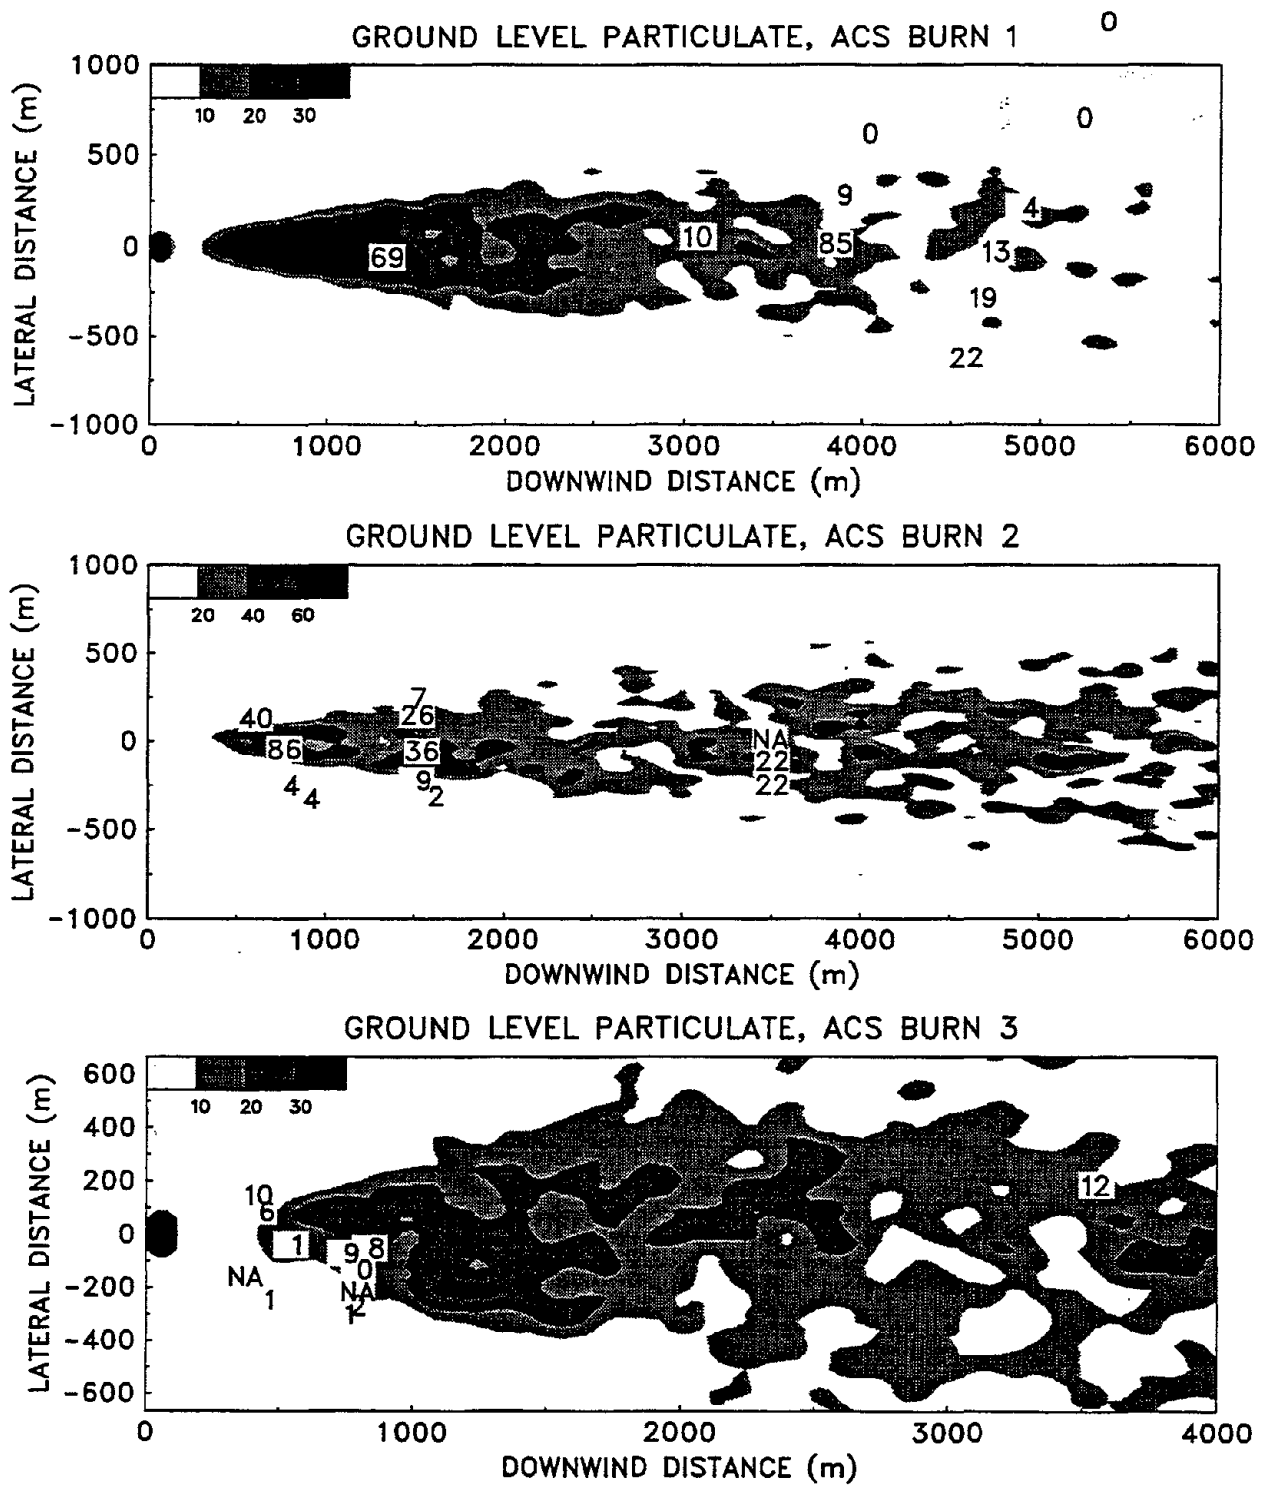 0
GROUND LEVEL PARTICULATE, ACS BURN 1
1000
10 20 30
0
0
500
9
4
LATERAL DISTANCE (m)
0
69
10
85
13
19
-500
22
-1000
0 1000 2000 3000 4000 5000 6000
DOWNWIND DISTANCE (m)
GROUND LEVEL PARTICULATE, ACS BURN 2
1000
20 40 60
500
7
40
26
LATERAL DISTANCE (m)
0
86
36
NA
22
4
9
22
4
2
-500
-1000
0 1000 2000 3000 4000 5000 6000
DOWNWIND DISTANCE (m)
GROUND LEVEL PARTICULATE, ACS BURN 3
600
10 20 30
400
200
12
10
6
LATERAL DISTANCE (m)
0
1
9
8
0
NA
-200
NA
1
2
1
-400
-600
0 1000 2000 3000 4000
DOWNWIND DISTANCE (m)